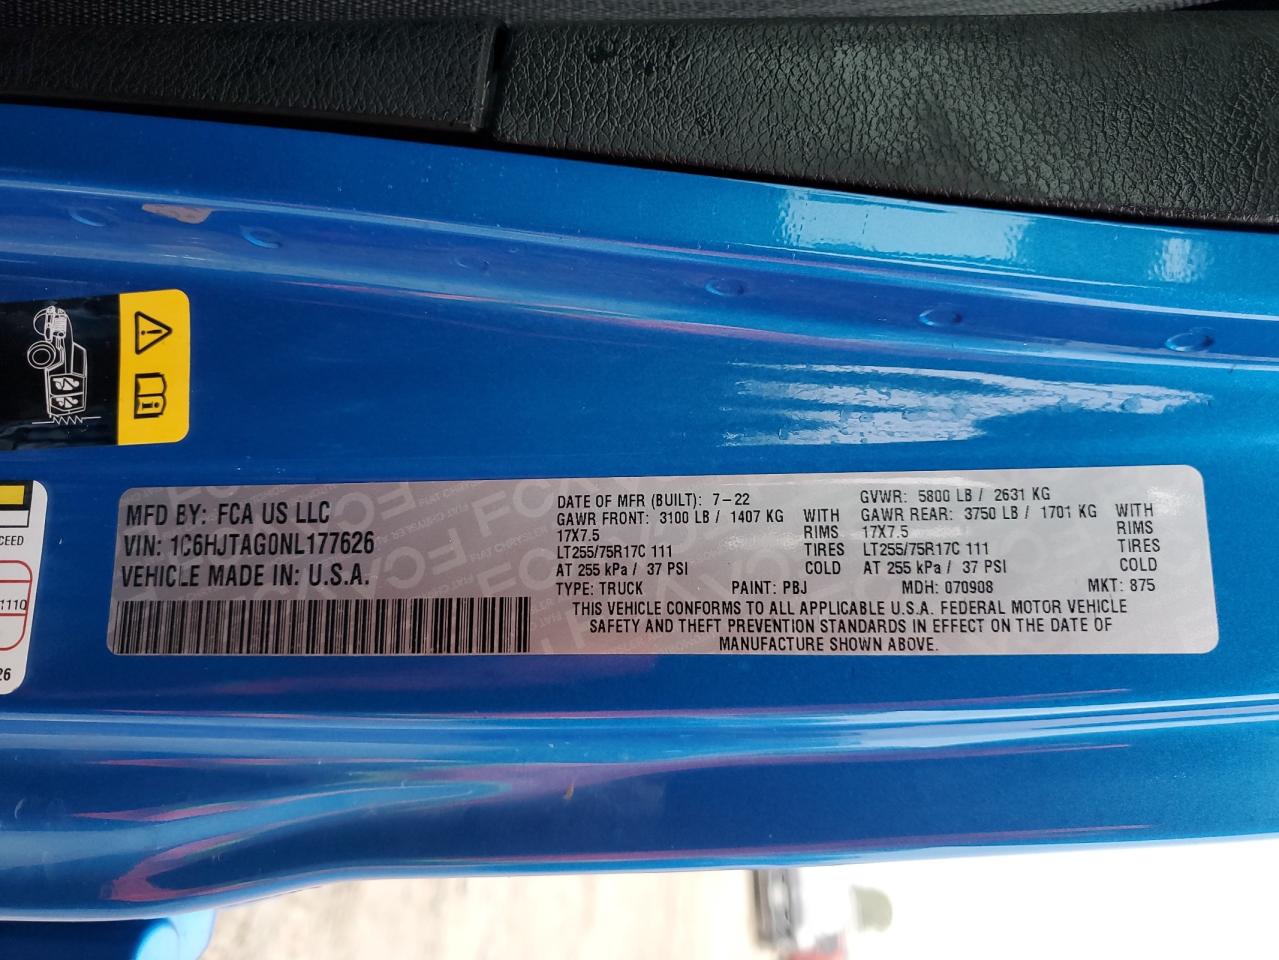 MFD BY: FCA US LLC
VIN: 1C6HJTAG0NL177626
VEHICLE MADE IN: U.S.A.
DATE OF MFR (BUILT): 7-22
GVWR: 5800 LB / 2631 KG
GAWR FRONT: 3100 LB / 1407 KG WITH
GAWR REAR: 3750 LB / 1701 KG WITH
17X7.5 RIMS
17X7.5 RIMS
LT255/75R17C 111 TIRES
LT255/75R17C 111 TIRES
AT 255 kPa / 37 PSI COLD
AT 255 kPa / 37 PSI COLD
TYPE: TRUCK PAINT: PBJ MDH: 070908 MKT: 875
THIS VEHICLE CONFORMS TO ALL APPLICABLE U.S.A. FEDERAL MOTOR VEHICLE
SAFETY AND THEFT PREVENTION STANDARDS IN EFFECT ON THE DATE OF
MANUFACTURE SHOWN ABOVE.
CEED
26